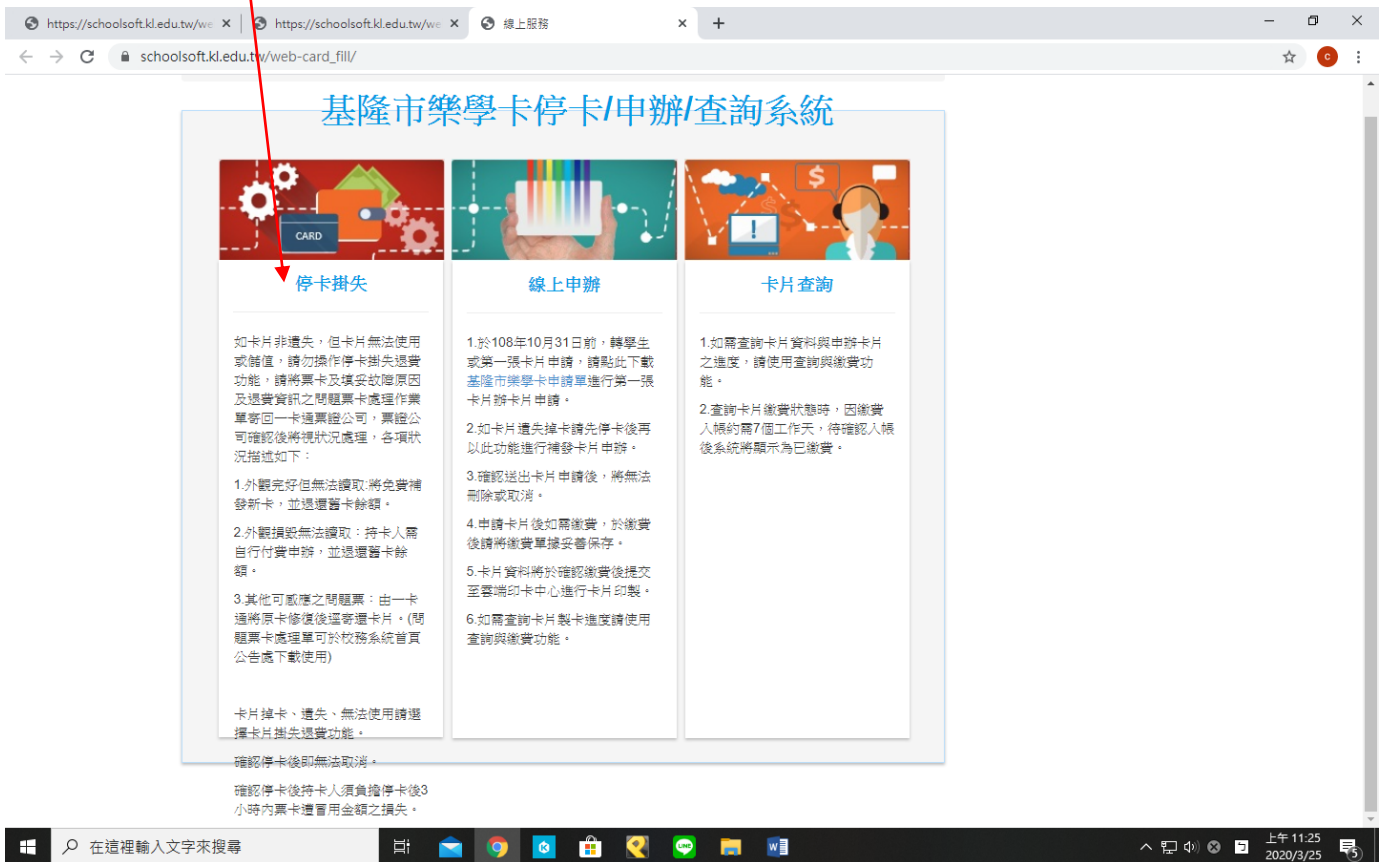 https://schoolsoft.kl.edu.tw/we
https://schoolsoft.kl.edu.tw/we
線上服務
schoolsoft.kl.edu.tw/web-card_fill/
C
基隆市樂學卡停卡/申辦/查詢系統
CARD
停卡掛失
如卡片非遺失，但卡片無法使用
或儲值，請勿操作停卡掛失退費
功能，請將票卡及填妥故障原因
及退費資訊之問題票卡處理作業
單寄回一卡通票證公司，票證公
司確認後將視狀況處理，各項狀
況描述如下：
1.外觀完好但無法讀取:將免費補
發新卡，並退還舊卡餘額。
2.外觀損毀無法讀取：持卡人需
自行付費申辦，並退還舊卡餘
額。
3.其他可感應之問題票：由一卡
通將原卡修復後逕寄還卡片。(問
題票卡處理單可於校務系統首頁
公告處下載使用)
卡片掉卡、遺失、無法使用請選
擇卡片掛失退費功能。
確認停卡後即無法取消。
確認停卡後持卡人須負擔停卡後3
小時內票卡遭冒用金額之損失。
線上申辦
1.於108年10月31日前，轉學生
或第一張卡片申請，請點此下載
基隆市樂學卡申請單進行第一張
卡片辦卡片申請。
2.如卡片遺失掉卡請先停卡後再
以此功能進行補發卡片申辦。
3.確認送出卡片申請後，將無法
刪除或取消。
4.申請卡片後如需繳費，於繳費
後請將繳費單據妥善保存。
5.卡片資料將於確認繳費後提交
至雲端印卡中心進行卡片印製。
6.如需查詢卡片製卡進度請使用
查詢與繳費功能。
$
$
$
!
卡片查詢
1.如需查詢卡片資料與申辦卡片
之進度，請使用查詢與繳費功
能。
2.查詢卡片繳費狀態時，因繳費
入帳約需7個工作天，待確認入帳
後系統將顯示為已繳費。
在這裡輸入文字來搜尋
LINE
上午 11:25
2020/3/25
5